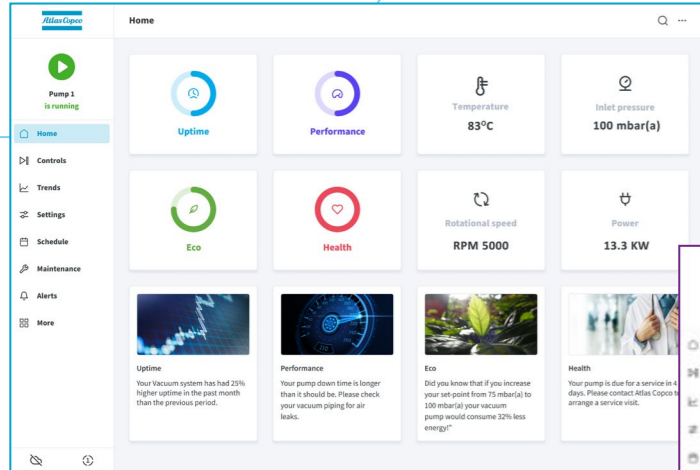 Atlas Copco
Home
Pump 1
is running
Home
Controls
Trends
Settings
Schedule
Maintenance
Alerts
More
Uptime
Performance
Temperature
83°C
Inlet pressure
100 mbar(a)
Eco
Health
Rotational speed
RPM 5000
Power
13.3 KW
Uptime
Your Vacuum system has had 25%
higher uptime in the past month
than the previous period.
Performance
Your pump down time is longer
than it should be. Please check
your vacuum piping for air
leaks.
Eco
Did you know that if you increase
your set-point from 75 mbar(a) to
100 mbar(a) your vacuum
pump would consume 32% less
energy!"
Health
Your pump is due for a service in 4
days. Please contact Atlas Copco to
arrange a service visit.